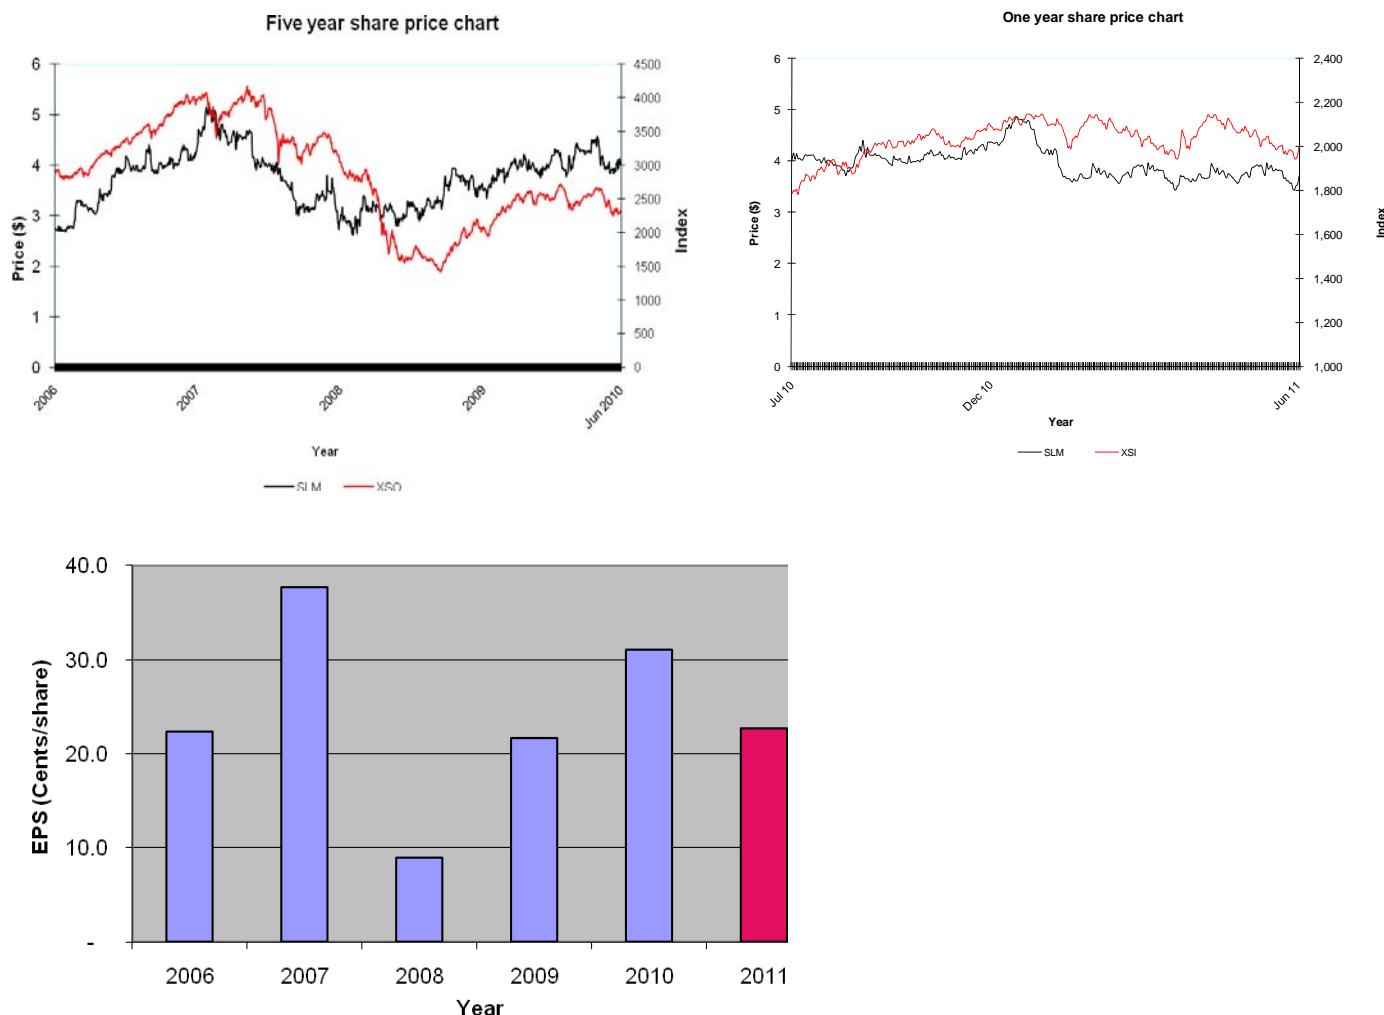 Five year share price chart
6
5
4
3
2
1
0
Price ($)
4500
4000
3500
3000
2500
2000
1500
1000
500
0
Index
2006
2007
2008
2009
Jun 2010
Year
SLM
XSO
One year share price chart
6
5
4
3
2
1
0
Price ($)
2,400
2,200
2,000
1,800
1,600
1,400
1,200
1,000
Index
Jul 10
Dec 10
Jun 11
Year
SLM
XSI
40.0
30.0
20.0
10.0
-
EPS (Cents/share)
2006
2007
2008
2009
2010
2011
Year